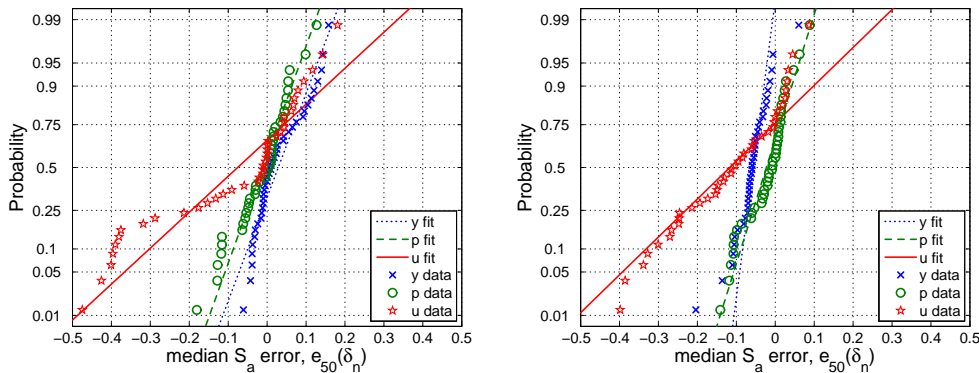 0.99
0.95
0.9
0.75
0.5
0.25
0.1
0.05
0.01
Probability
−0.5 −0.4 −0.3 −0.2 −0.1 0 0.1 0.2 0.3 0.4 0.5
median S_a error, e_50(δ_n)
y fit
p fit
u fit
y data
p data
u data
0.99
0.95
0.9
0.75
0.5
0.25
0.1
0.05
0.01
Probability
−0.5 −0.4 −0.3 −0.2 −0.1 0 0.1 0.2 0.3 0.4 0.5
median S_a error, e_50(δ_n)
y fit
p fit
u fit
y data
p data
u data